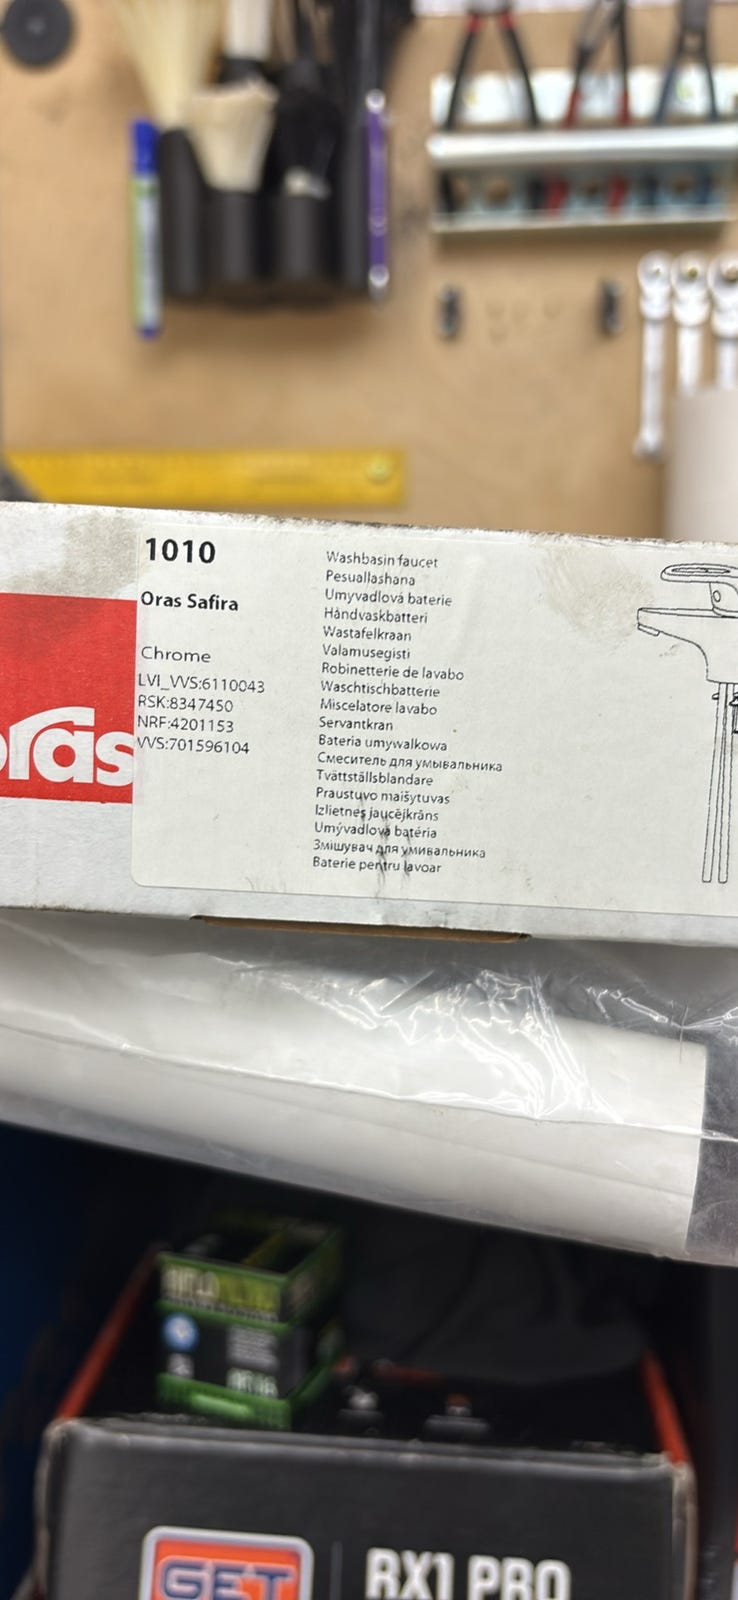 1010
Oras Safira
Chrome
LVI_VVS:6110043
RSK:8347450
NRF:4201153
VVS:701596104
Washbasin faucet
Pesuallashana
Umyvadlová baterie
Håndvaskbatteri
Wastafelkraan
Valamusegisti
Robinetterie de lavabo
Waschtischbatterie
Miscelatore lavabo
Servantkran
Bateria umywalkowa
Смеситель для умывальника
Tvättställsblandare
Praustuvo maišytuvas
Izlietnes jaucējkrāns
Umývadlová batéria
Змішувач для умивальника
Baterie pentru lavoar
oras
GET
RX1 PRO